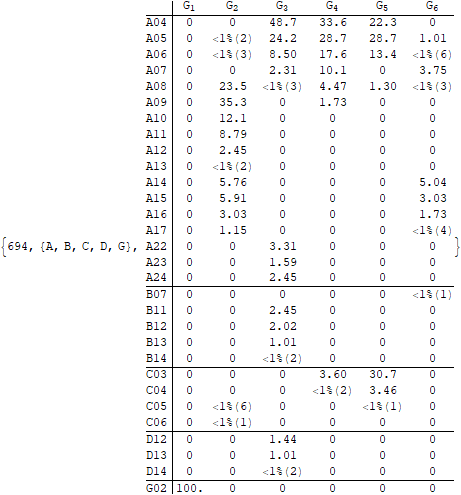 G1 G2 G3 G4 G5 G6
A04 0 0 48.7 33.6 22.3 0
A05 0 <1%(2) 24.2 28.7 28.7 1.01
A06 0 <1%(3) 8.50 17.6 13.4 <1%(6)
A07 0 0 2.31 10.1 0 3.75
A08 0 23.5 <1%(3) 4.47 1.30 <1%(3)
A09 0 35.3 0 1.73 0 0
A10 0 12.1 0 0 0 0
A11 0 8.79 0 0 0 0
A12 0 2.45 0 0 0 0
A13 0 <1%(2) 0 0 0 0
A14 0 5.76 0 0 0 5.04
A15 0 5.91 0 0 0 3.03
A16 0 3.03 0 0 0 1.73
A17 0 1.15 0 0 0 <1%(4)
{694, {A, B, C, D, G}, A22 0 0 3.31 0 0 0 }
A23 0 0 1.59 0 0 0
A24 0 0 2.45 0 0 0
B07 0 0 0 0 0 <1%(1)
B11 0 0 2.45 0 0 0
B12 0 0 2.02 0 0 0
B13 0 0 1.01 0 0 0
B14 0 0 <1%(2) 0 0 0
C03 0 0 0 3.60 30.7 0
C04 0 0 0 <1%(2) 3.46 0
C05 0 <1%(6) 0 0 <1%(1) 0
C06 0 <1%(1) 0 0 0 0
D12 0 0 1.44 0 0 0
D13 0 0 1.01 0 0 0
D14 0 0 <1%(2) 0 0 0
G02 100. 0 0 0 0 0